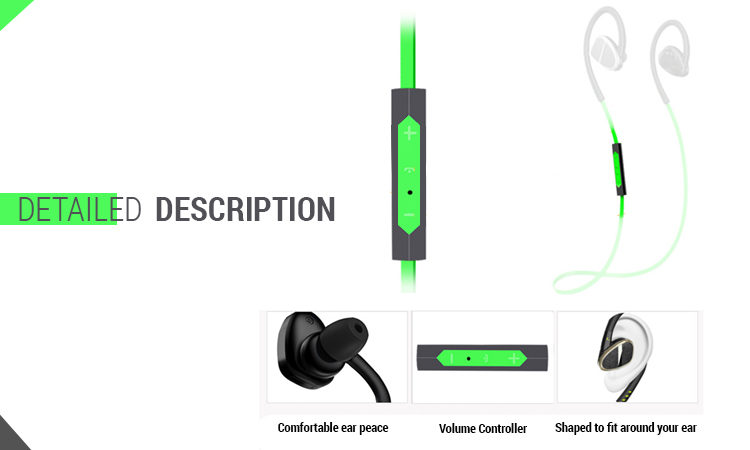 DETAILED DESCRIPTION
Comfortable ear peace
Volume Controller
Shaped to fit around your ear